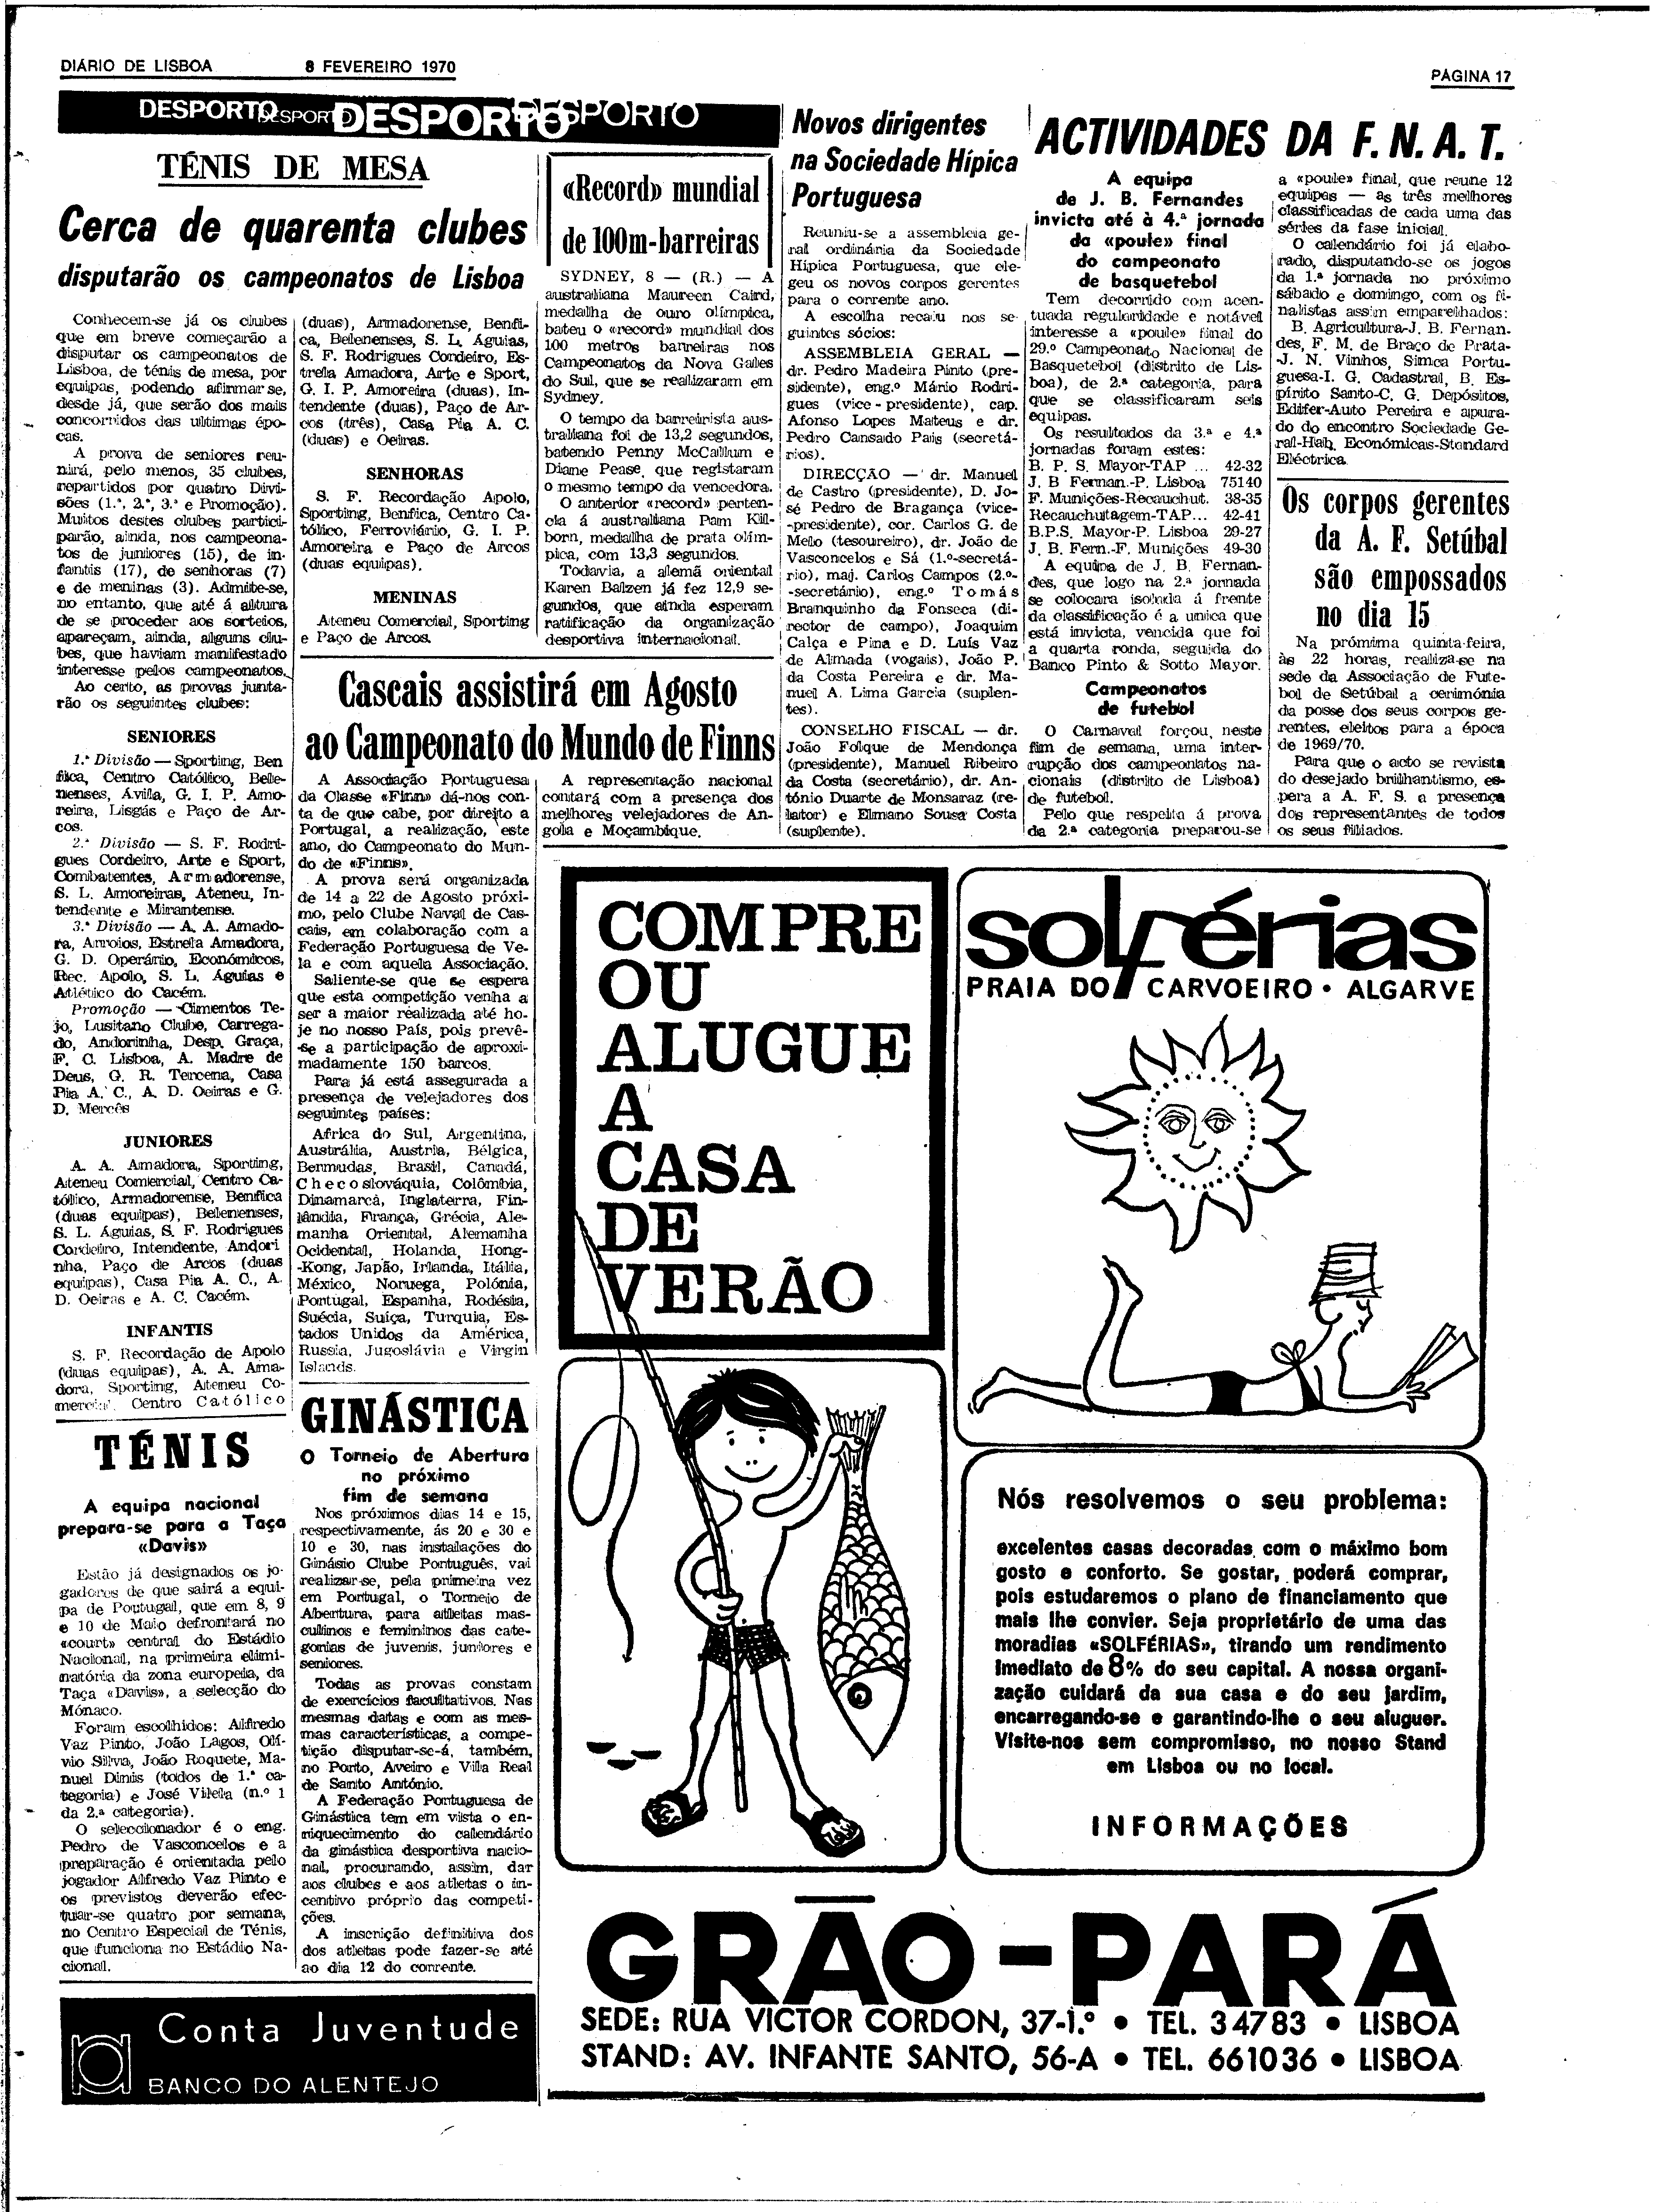 DIÁRIO DE LISBOA 8 FEVEREIRO 1970
PÁGINA 17
DESPORTO DESPORTO DESPORTO DESPORTO
TÉNIS DE MESA
Cerca de quarenta clubes
disputarão os campeonatos de Lisboa
Conhecem-se já os clubes
que em breve começarão a
disputar os campeonatos de
Lisboa, de ténis de mesa, por
equipas, podendo afirmar-se,
desde já, que serão dos mais
concorridos das ultimas épo-
cas.
A prova de seniores reu-
nirá, pelo menos, 35 clubes,
repartidos por quatro Divi-
sões (1.ª, 2.ª, 3.ª e Promoção).
Muitos destes clubes partici-
parão, ainda, nos campeona-
tos de juniores (15), de in-
fantis (17), de senhoras (7)
e de meninas (3). Admite-se,
no entanto, que até á altura
de se proceder aos sorteios,
apareçam, ainda, alguns clu-
bes, que haviam manifestado
interesse pelos campeonatos.
Ao certo, as provas junta-
rão os seguintes clubes:
SENIORES
1.ª Divisão — Sporting, Ben
fica, Centro Católico, Bele-
nenses, Ávila, G. I. P. Amo-
reira, Lisgás e Paço de Ar-
cos.
2.ª Divisão — S. F. Rodri-
gues Cordeiro, Arte e Sport,
Combatentes, Armadorense,
S. L. Amoreiras, Ateneu, In-
tendente e Mirantense.
3.ª Divisão — A. A. Amado-
ra, Arroios, Estrela Amadora,
G. D. Operário, Económicos,
Rec. Apolo, S. L. Águias e
Atlético do Cacém.
Promoção — Cimentos Te-
jo, Lusitano Clube, Carrega-
do, Andorinha, Desp. Graça,
F. C. Lisboa, A. Madre de
Deus, G. R. Tercena, Casa
Pia A. C., A. D. Oeiras e G.
D. Mercês
JUNIORES
A. A. Amadora, Sporting,
Ateneu Comercial, Centro Ca-
tólico, Armadorense, Benfica
(duas equipas), Belenenses,
S. L. Águias, S. F. Rodrigues
Cordeiro, Intendente, Andori
nha, Paço de Arcos (duas
equipas), Casa Pia A. C., A.
D. Oeiras e A. C. Cacém.
INFANTIS
S. F. Recordação de Apolo
(duas equipas), A. A. Ama-
dora, Sporting, Ateneu Co-
mercial, Centro Católico
(duas), Armadorense, Benfi-
ca, Belenenses, S. L. Águias,
S. F. Rodrigues Cordeiro, Es-
trela Amadora, Arte e Sport,
G. I. P. Amoreira (duas), In-
tendente (duas), Paço de Ar-
cos (três), Casa Pia A. C.
(duas) e Oeiras.
SENHORAS
S. F. Recordação Apolo,
Sporting, Benfica, Centro Ca-
tólico, Ferroviário, G. I. P.
Amoreira e Paço de Arcos
(duas equipas).
MENINAS
Ateneu Comercial, Sporting
e Paço de Arcos.
«Record» mundial
de 100m-barreiras
SYDNEY, 8 — (R.) — A
australiana Maureen Caird,
medalha de ouro olímpica,
bateu o «record» mundial dos
100 metros barreiras nos
Campeonatos da Nova Gales
do Sul, que se realizaram em
Sydney.
O tempo da barreirista aus-
traliana foi de 13,2 segundos,
batendo Penny McCallum e
Diane Pease, que registaram
o mesmo tempo da vencedora.
O anterior «record» perten-
cia á australiana Pam Kil-
born, medalha de prata olím-
pica, com 13,3 segundos.
Todavia, a alemã oriental
Karen Balzen já fez 12,9 se-
gundos, que ainda esperam
ratificação da organização
desportiva internacional.
Cascais assistirá em Agosto
ao Campeonato do Mundo de Finns
A Associação Portuguesa
da Classe «Finn» dá-nos con-
ta de que cabe, por direito a
Portugal, a realização, este
ano, do Campeonato do Mun-
do de «Finns».
A prova será organizada
de 14 a 22 de Agosto próxi-
mo, pelo Clube Naval de Cas-
cais, em colaboração com a
Federação Portuguesa de Ve-
la e com aquela Associação.
Saliente-se que se espera
que esta competição venha a
ser a maior realizada até ho-
je no nosso País, pois prevê-
-se a participação de aproxi-
madamente 150 barcos.
Para já está assegurada a
presença de velejadores dos
seguintes países:
Africa do Sul, Argentina,
Austrália, Austria, Bélgica,
Bermudas, Brasil, Canadá,
Checoslováquia, Colômbia,
Dinamarca, Inglaterra, Fin-
lândia, França, Grécia, Ale-
manha Oriental, Alemanha
Ocidental, Holanda, Hong-
-Kong, Japão, Irlanda, Itália,
México, Noruega, Polónia,
Portugal, Espanha, Rodésia,
Suécia, Suíça, Turquia, Es-
tados Unidos da América,
Russia, Jugoslávia e Virgin
Islands.
A representação nacional
contará com a presença dos
melhores velejadores de An-
gola e Moçambique.
TÉNIS
A equipa nacional
prepara-se para a Taça
«Davis»
Estão já designados os jo-
gadores de que sairá a equi-
pa de Portugal, que em 8, 9
e 10 de Maio defrontará no
«court» central do Estádio
Nacional, na primeira elimi-
natória da zona europeia, da
Taça «Davis», a selecção do
Mónaco.
Foram escolhidos: Alfredo
Vaz Pinto, João Lagos, Olí-
vio Silva, João Roquete, Ma-
nuel Dinis (todos de 1.ª ca-
tegoria) e José Vilela (n.º 1
da 2.ª categoria).
O seleccionador é o eng.
Pedro de Vasconcelos e a
preparação é orientada pelo
jogador Alfredo Vaz Pinto e
os previstos deverão efec-
tuar-se quatro por semana,
no Centro Especial de Ténis,
que funciona no Estádio Na-
cional.
GINÁSTICA
O Torneio de Abertura
no próximo
fim de semana
Nos próximos dias 14 e 15,
respectivamente, ás 20 e 30 e
10 e 30, nas instalações do
Ginásio Clube Português, vai
realizar-se, pela primeira vez
em Portugal, o Torneio de
Abertura, para atletas mas-
culinos e femininos das cate-
gorias de juvenis, juniores e
seniores.
Todas as provas constam
de exercícios facultativos. Nas
mesmas datas e com as mes-
mas características, a compe-
tição disputar-se-á, também,
no Porto, Aveiro e Vila Real
de Santo António.
A Federação Portuguesa de
Ginástica tem em vista o en-
riquecimento do calendário
da ginástica desportiva nacio-
nal, procurando, assim, dar
aos clubes e aos atletas o in-
centivo próprio das competi-
ções.
A inscrição definitiva dos
dos atletas pode fazer-se até
ao dia 12 do corrente.
Conta Juventude
BANCO DO ALENTEJO
Novos dirigentes
na Sociedade Hípica
Portuguesa
Reuniu-se a assembleia ge-
ral ordinária da Sociedade
Hípica Portuguesa, que ele-
geu os novos corpos gerentes
para o corrente ano.
A escolha recaiu nos se-
guintes sócios:
ASSEMBLEIA GERAL —
dr. Pedro Madeira Pinto (pre-
sidente), eng.º Mário Rodri-
gues (vice-presidente), cap.
Afonso Lopes Mateus e dr.
Pedro Cansado Pais (secretá-
rios).
DIRECÇÃO — dr. Manuel
de Castro (presidente), D. Jo-
sé Pedro de Bragança (vice-
-presidente), cor. Carlos G. de
Melo (tesoureiro), dr. João de
Vasconcelos e Sá (1.º-secretá-
rio), maj. Carlos Campos (2.º-
-secretário), eng.º Tomás
Branquinho da Fonseca (di-
rector de campo), Joaquim
Calça e Pina e D. Luís Vaz
de Almada (vogais), João P.
da Costa Pereira e dr. Ma-
nuel A. Lima Garcia (suplen-
tes).
CONSELHO FISCAL — dr.
João Folque de Mendonça
(presidente), Manuel Ribeiro
da Costa (secretário), dr. An-
tónio Duarte de Monsaraz (re-
lator) e Elmano Sousa Costa
(suplente).
ACTIVIDADES DA F. N. A. T.
A equipa
de J. B. Fernandes
invicta até à 4.ª jornada
da «poule» final
do campeonato
de basquetebol
Tem decorrido com acen-
tuada regularidade e notável
interesse a «poule» final do
29.º Campeonato Nacional de
Basquetebol (distrito de Lis-
boa), de 2.ª categoria, para
que se classificaram seis
equipas.
Os resultados da 3.ª e 4.ª
jornadas foram estes:
B. P. S. Mayor-TAP ... 42-32
J. B Fernan.-P. Lisboa 75140
F. Munições-Recauchut. 38-35
Recauchutagem-TAP... 42-41
B.P.S. Mayor-P. Lisboa 29-27
J. B. Fern.-F. Munições 49-30
A equipa de J. B. Fernan-
des, que logo na 2.ª jornada
se colocara isolada á frente
da classificação é a unica que
está invicta, vencida que foi
a quarta ronda, seguida do
Banco Pinto & Sotto Mayor.
Campeonatos
de futebol
O Carnaval forçou, neste
fim de semana, uma inter-
rupção dos campeonatos na-
cionais (distrito de Lisboa)
de futebol.
Pelo que respeita á prova
da 2.ª categoria preparou-se
a «poule» final, que reune 12
equipas — as três melhores
classificadas de cada uma das
séries da fase inicial.
O calendário foi já elabo-
rado, disputando-se os jogos
da 1.ª jornada no próximo
sábado e domingo, com os fi-
nalistas assim emparelhados:
B. Agricultura-J. B. Fernan-
des, F. M. de Braço de Prata-
-J. N. Vinhos, Simca Portu-
guesa-I. G. Cadastral, B. Es-
pírito Santo-C. G. Depósitos,
Edifer-Auto Pereira e apura-
do do encontro Sociedade Ge-
ral-Hab. Económicas-Standard
Eléctrica.
Os corpos gerentes
da A. F. Setúbal
são empossados
no dia 15
Na prómima quinta-feira,
às 22 horas, realiza-se na
sede da Associação de Fute-
bol de Setúbal a cerimónia
da posse dos seus corpos ge-
rentes, eleitos para a época
de 1969/70.
Para que o acto se revista
do desejado brilhantismo, es-
pera a A. F. S. a presença
dos representantes de todos
os seus filiados.
COMPRE
OU
ALUGUE
A
CASA
DE
VERÃO
solférias
PRAIA DO CARVOEIRO • ALGARVE
Nós resolvemos o seu problema:
excelentes casas decoradas com o máximo bom
gosto e conforto. Se gostar, poderá comprar,
pois estudaremos o plano de financiamento que
mais lhe convier. Seja proprietário de uma das
moradias «SOLFÉRIAS», tirando um rendimento
imediato de 8% do seu capital. A nossa organi-
zação cuidará da sua casa e do seu jardim,
encarregando-se e garantindo-lhe o seu aluguer.
Visite-nos sem compromisso, no nosso Stand
em Lisboa ou no local.
INFORMAÇÕES
GRÃO-PARÁ
SEDE: RUA VICTOR CORDON, 37-1.º • TEL. 34783 • LISBOA
STAND: AV. INFANTE SANTO, 56-A • TEL. 661036 • LISBOA